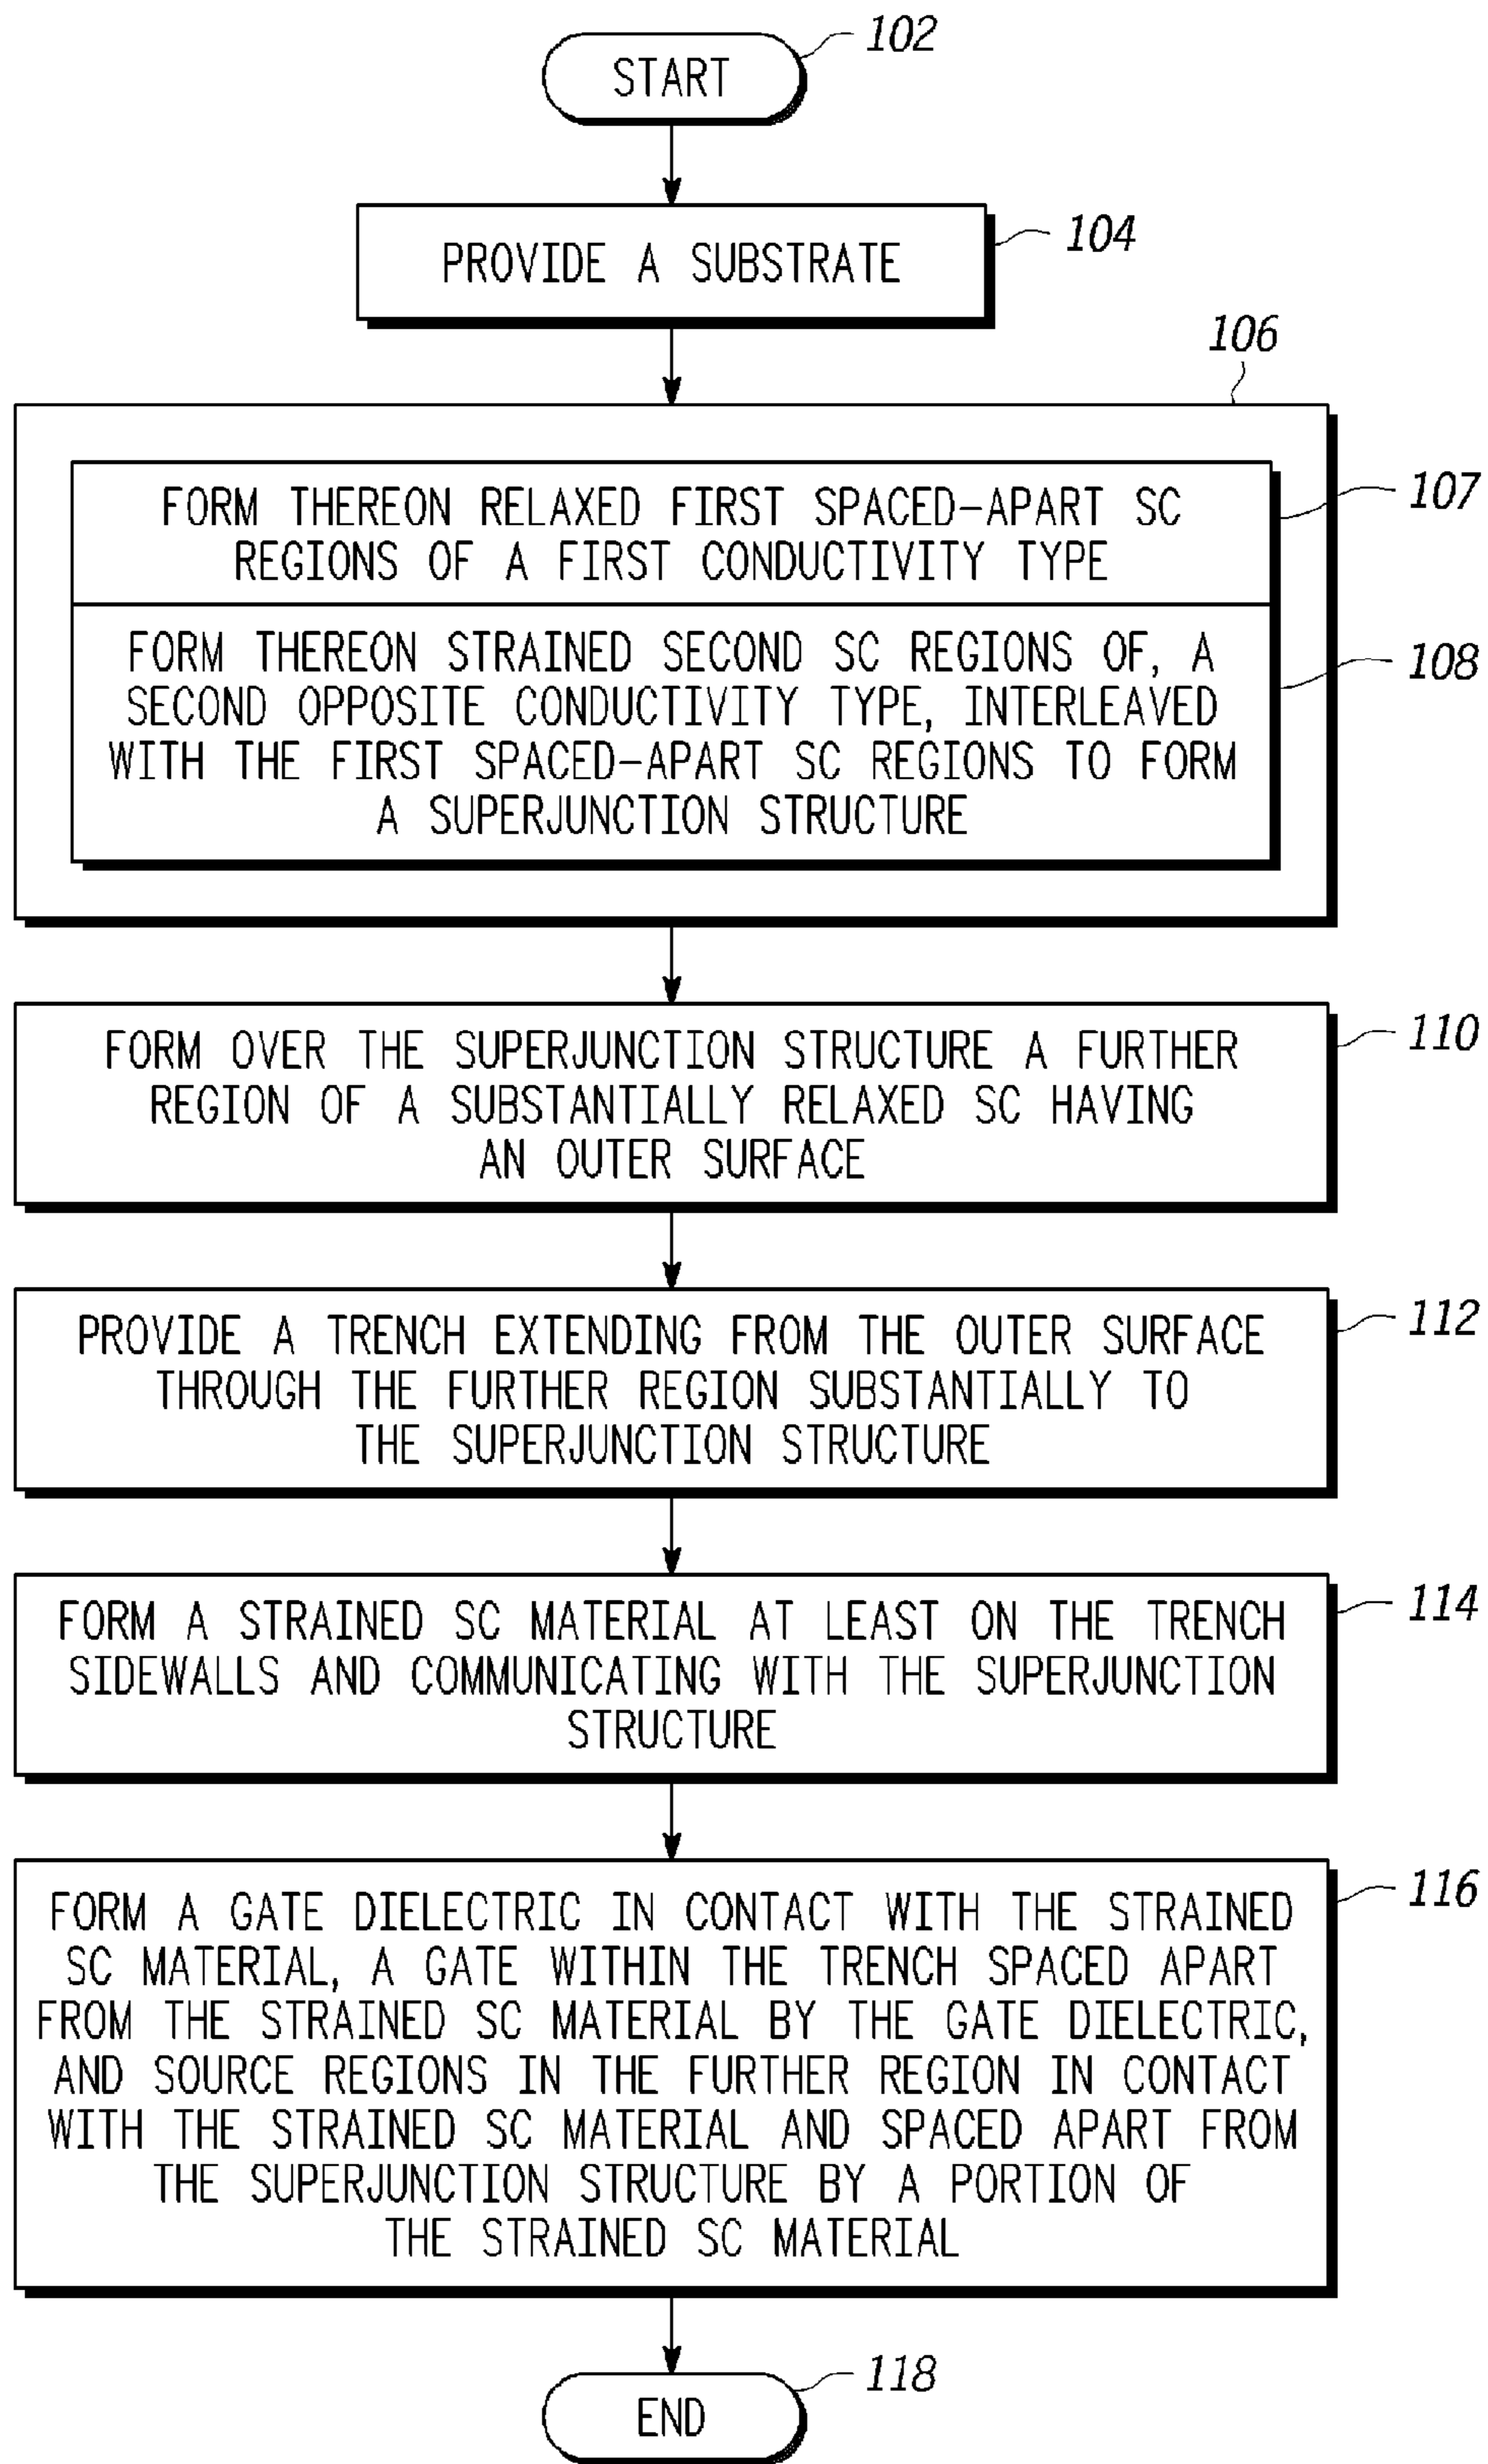 START
102
PROVIDE A SUBSTRATE
104
106
FORM THEREON RELAXED FIRST SPACED-APART SC
REGIONS OF A FIRST CONDUCTIVITY TYPE
107
FORM THEREON STRAINED SECOND SC REGIONS OF, A
SECOND OPPOSITE CONDUCTIVITY TYPE, INTERLEAVED
WITH THE FIRST SPACED-APART SC REGIONS TO FORM
A SUPERJUNCTION STRUCTURE
108
FORM OVER THE SUPERJUNCTION STRUCTURE A FURTHER
REGION OF A SUBSTANTIALLY RELAXED SC HAVING
AN OUTER SURFACE
110
PROVIDE A TRENCH EXTENDING FROM THE OUTER SURFACE
THROUGH THE FURTHER REGION SUBSTANTIALLY TO
THE SUPERJUNCTION STRUCTURE
112
FORM A STRAINED SC MATERIAL AT LEAST ON THE TRENCH
SIDEWALLS AND COMMUNICATING WITH THE SUPERJUNCTION
STRUCTURE
114
FORM A GATE DIELECTRIC IN CONTACT WITH THE STRAINED
SC MATERIAL, A GATE WITHIN THE TRENCH SPACED APART
FROM THE STRAINED SC MATERIAL BY THE GATE DIELECTRIC,
AND SOURCE REGIONS IN THE FURTHER REGION IN CONTACT
WITH THE STRAINED SC MATERIAL AND SPACED APART FROM
THE SUPERJUNCTION STRUCTURE BY A PORTION OF
THE STRAINED SC MATERIAL
116
END
118